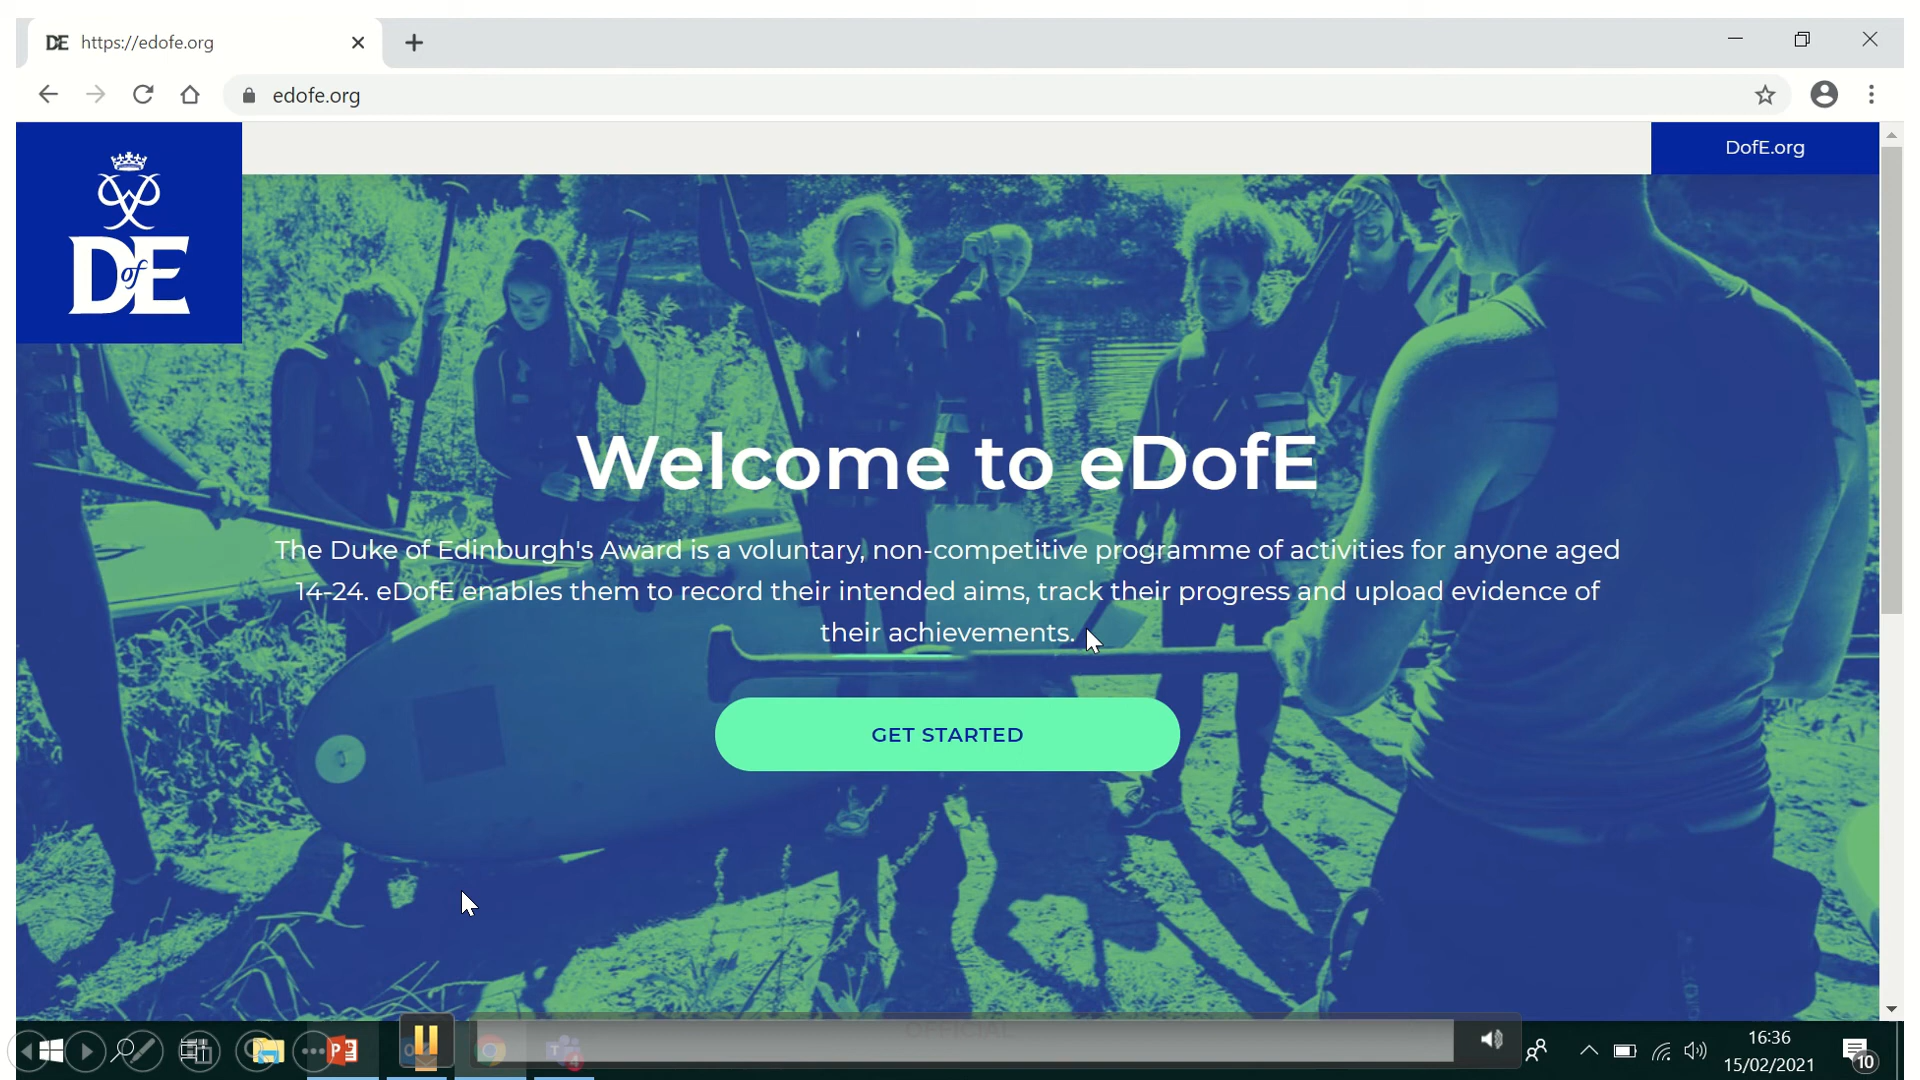 https://edofe.org
edofe.org
DofE.org
DofE
Welcome to eDofE
The Duke of Edinburgh's Award is a voluntary, non-competitive programme of activities for anyone aged
14-24. eDofE enables them to record their intended aims, track their progress and upload evidence of
their achievements.
GET STARTED
OFFICIAL
16:36
15/02/2021
10